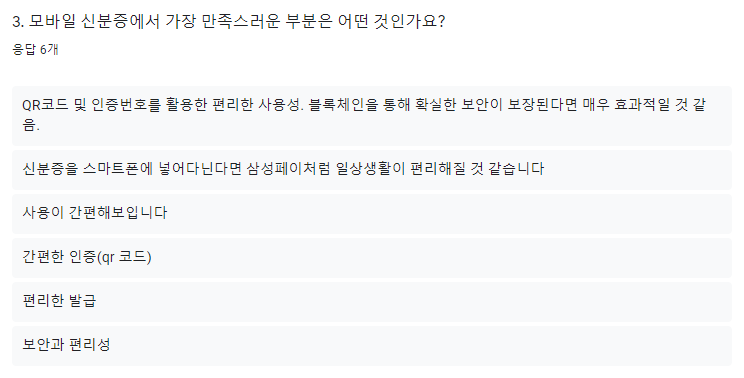 3. 모바일 신분증에서 가장 만족스러운 부분은 어떤 것인가요?
응답 6개
QR코드 및 인증번호를 활용한 편리한 사용성. 블록체인을 통해 확실한 보안이 보장된다면 매우 효과적일 것 같
음.
신분증을 스마트폰에 넣어다닌다면 삼성페이처럼 일상생활이 편리해질 것 같습니다
사용이 간편해보입니다
간편한 인증(qr 코드)
편리한 발급
보안과 편리성